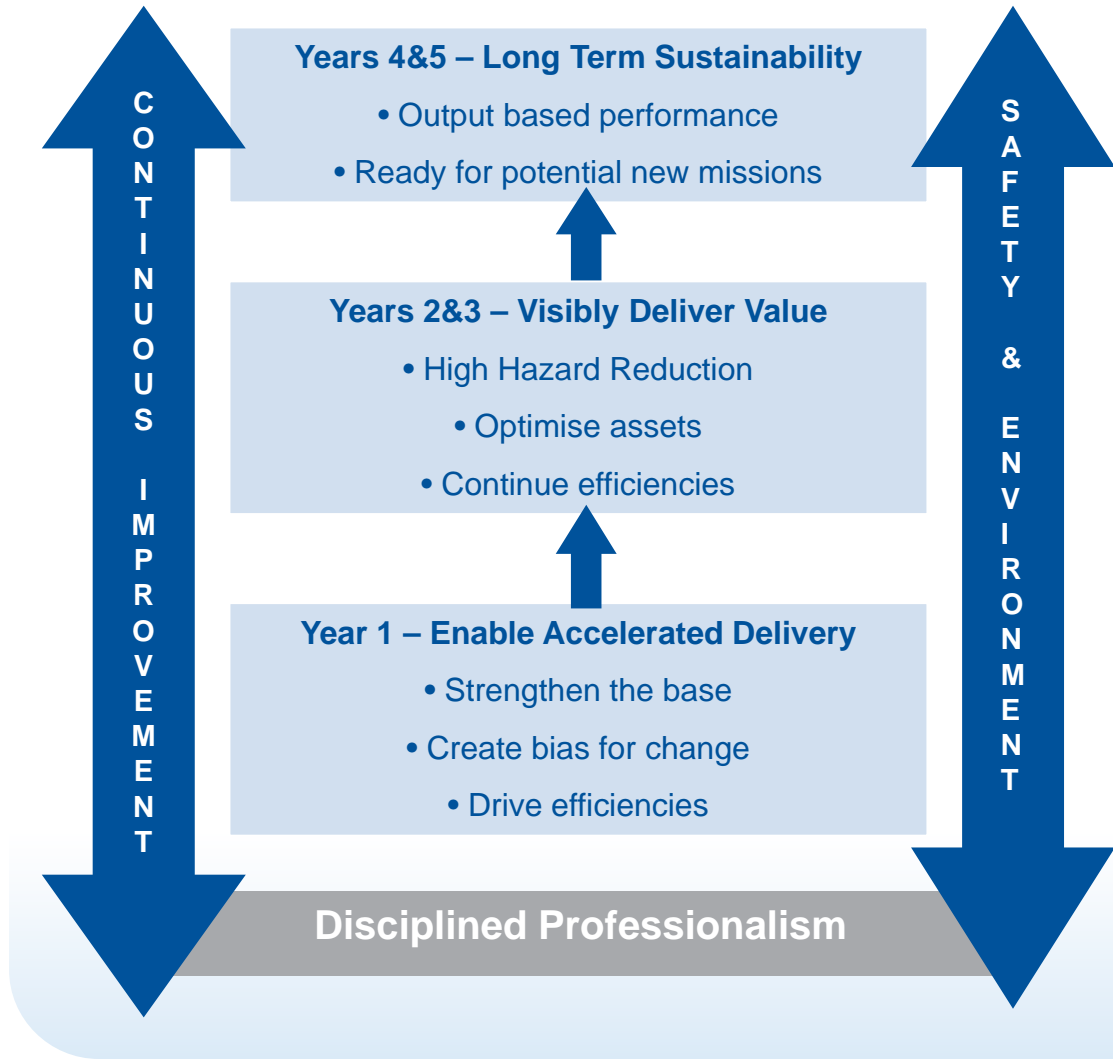 Years 4&5 – Long Term Sustainability
• Output based performance
• Ready for potential new missions
Years 2&3 – Visibly Deliver Value
• High Hazard Reduction
• Optimise assets
• Continue efficiencies
Year 1 – Enable Accelerated Delivery
• Strengthen the base
• Create bias for change
• Drive efficiencies
CONTINUOUS IMPROVEMENT
SAFETY & ENVIRONMENT
Disciplined Professionalism